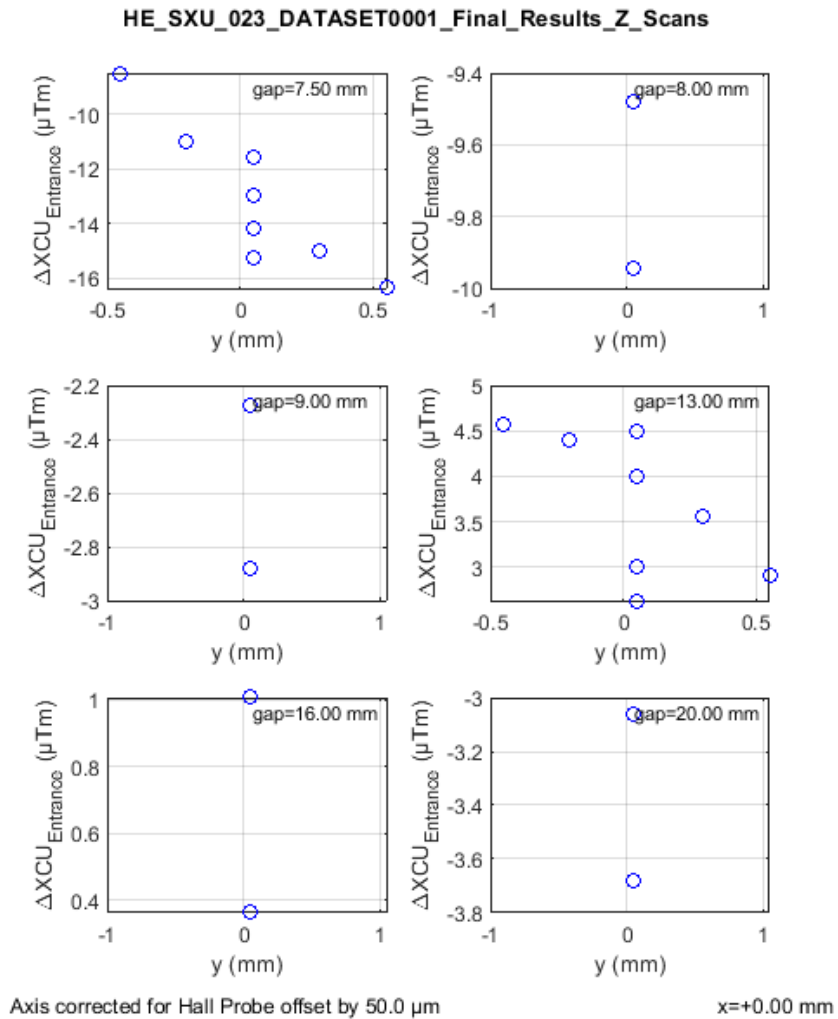 HE_SXU_023_DATASET0001_Final_Results_Z_Scans
gap=7.50 mm
ΔXCU_Entrance (µTm)
-10
-12
-14
-16
-0.5 0 0.5
y (mm)
gap=8.00 mm
ΔXCU_Entrance (µTm)
-9.4
-9.6
-9.8
-10
-1 0 1
y (mm)
gap=9.00 mm
ΔXCU_Entrance (µTm)
-2.2
-2.4
-2.6
-2.8
-3
-1 0 1
y (mm)
gap=13.00 mm
ΔXCU_Entrance (µTm)
5
4.5
4
3.5
3
-0.5 0 0.5
y (mm)
gap=16.00 mm
ΔXCU_Entrance (µTm)
1
0.8
0.6
0.4
-1 0 1
y (mm)
gap=20.00 mm
ΔXCU_Entrance (µTm)
-3
-3.2
-3.4
-3.6
-3.8
-1 0 1
y (mm)
Axis corrected for Hall Probe offset by 50.0 µm
x=+0.00 mm